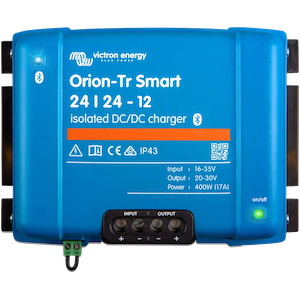 victron energy
BLUE POWER
Orion-Tr Smart
24 | 24 - 12
isolated DC/DC charger
CE IP43
Input : 16-35V
Output : 20-30V
Power : 400W (17A)
on/off
INPUT OUTPUT
+ - - +